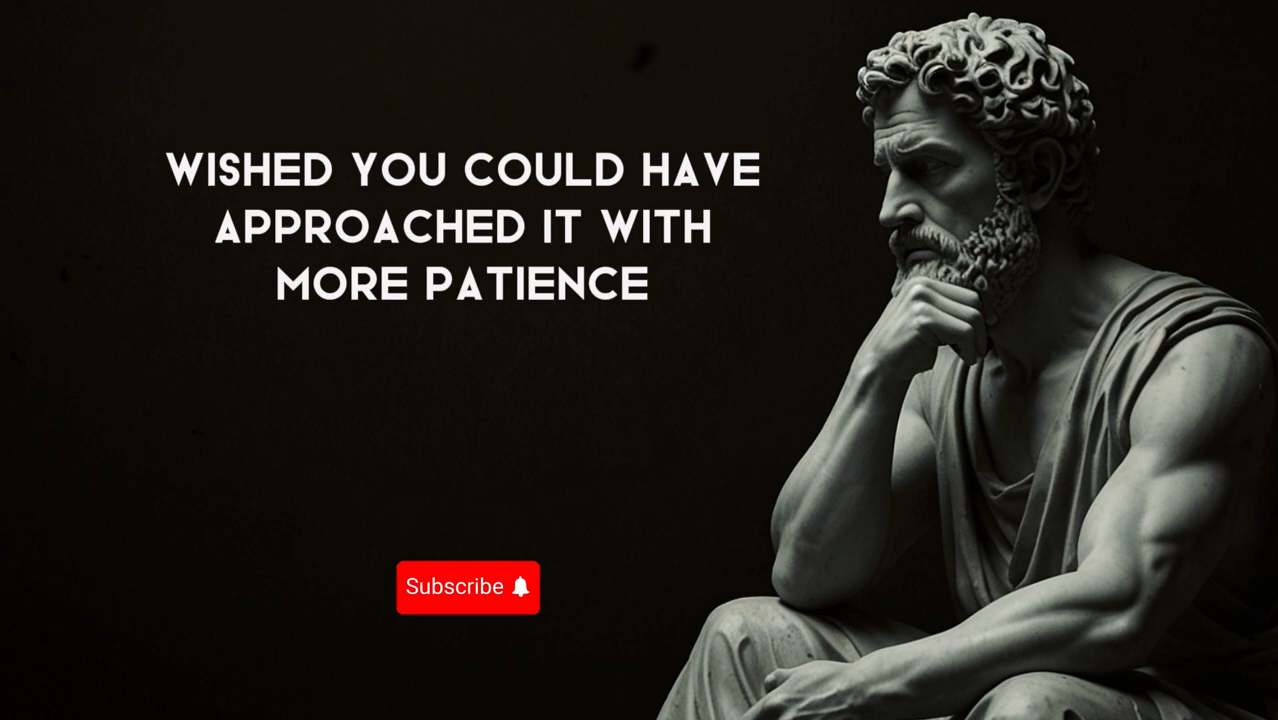 WISHED YOU COULD HAVE
APPROACHED IT WITH
MORE PATIENCE
Subscribe